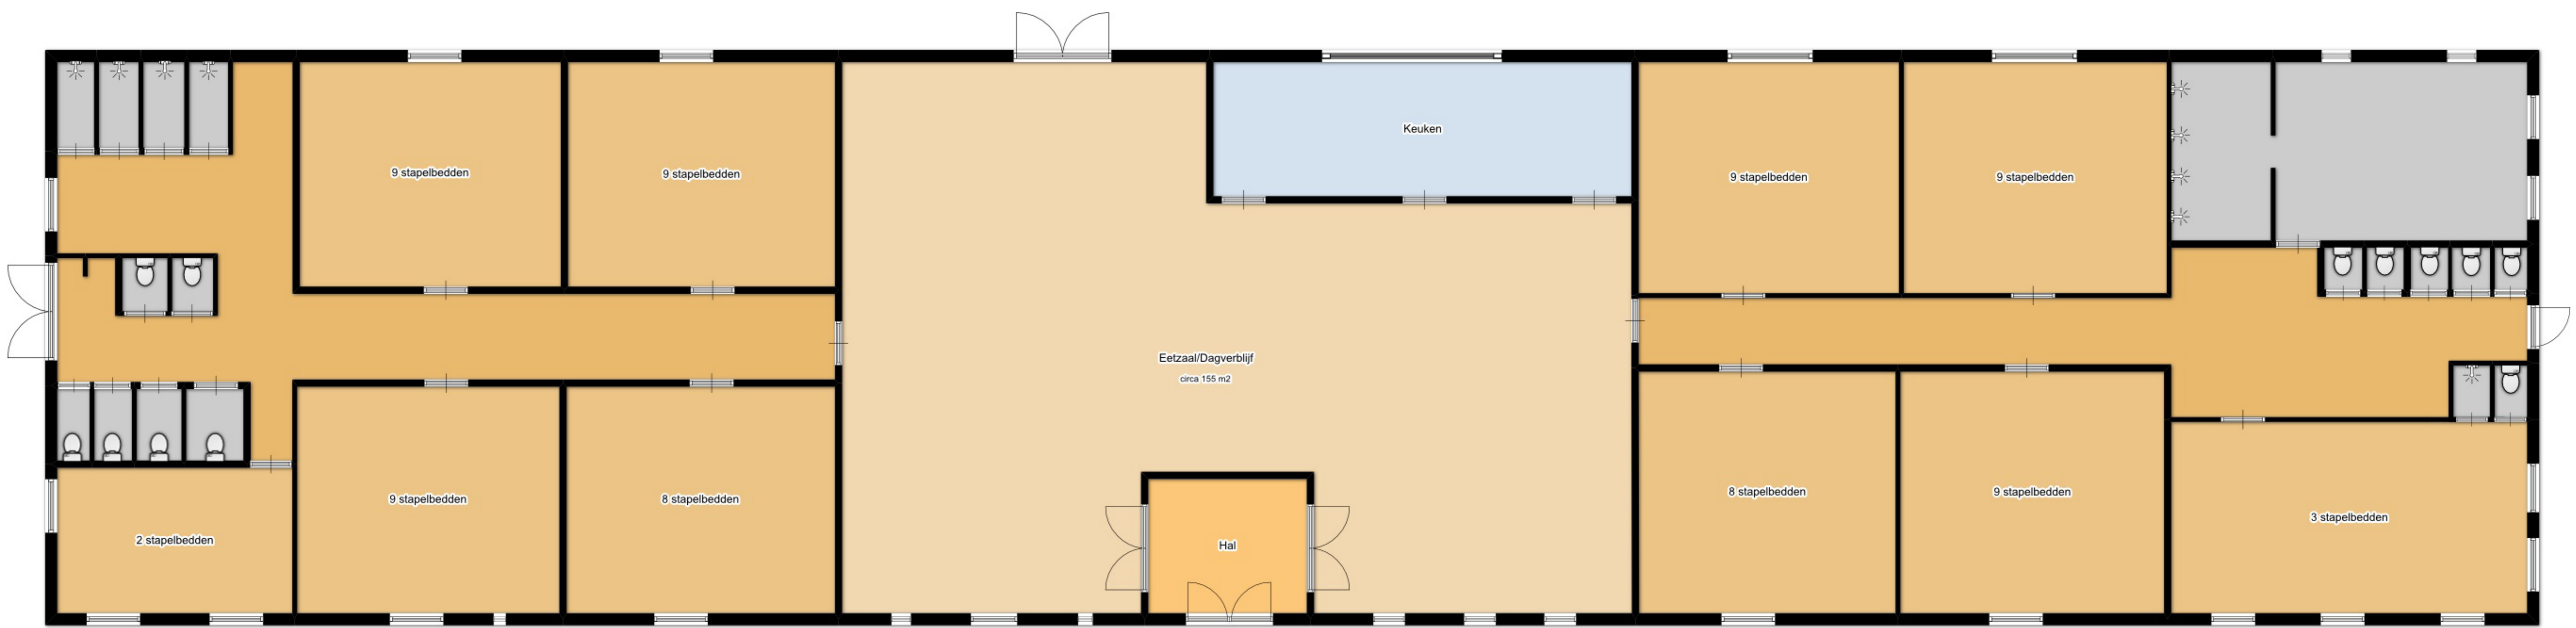 Keuken
9 stapelbedden
9 stapelbedden
9 stapelbedden
9 stapelbedden
Eetzaal/Dagverblijf
circa 155 m2
9 stapelbedden
8 stapelbedden
8 stapelbedden
9 stapelbedden
3 stapelbedden
2 stapelbedden
Hal